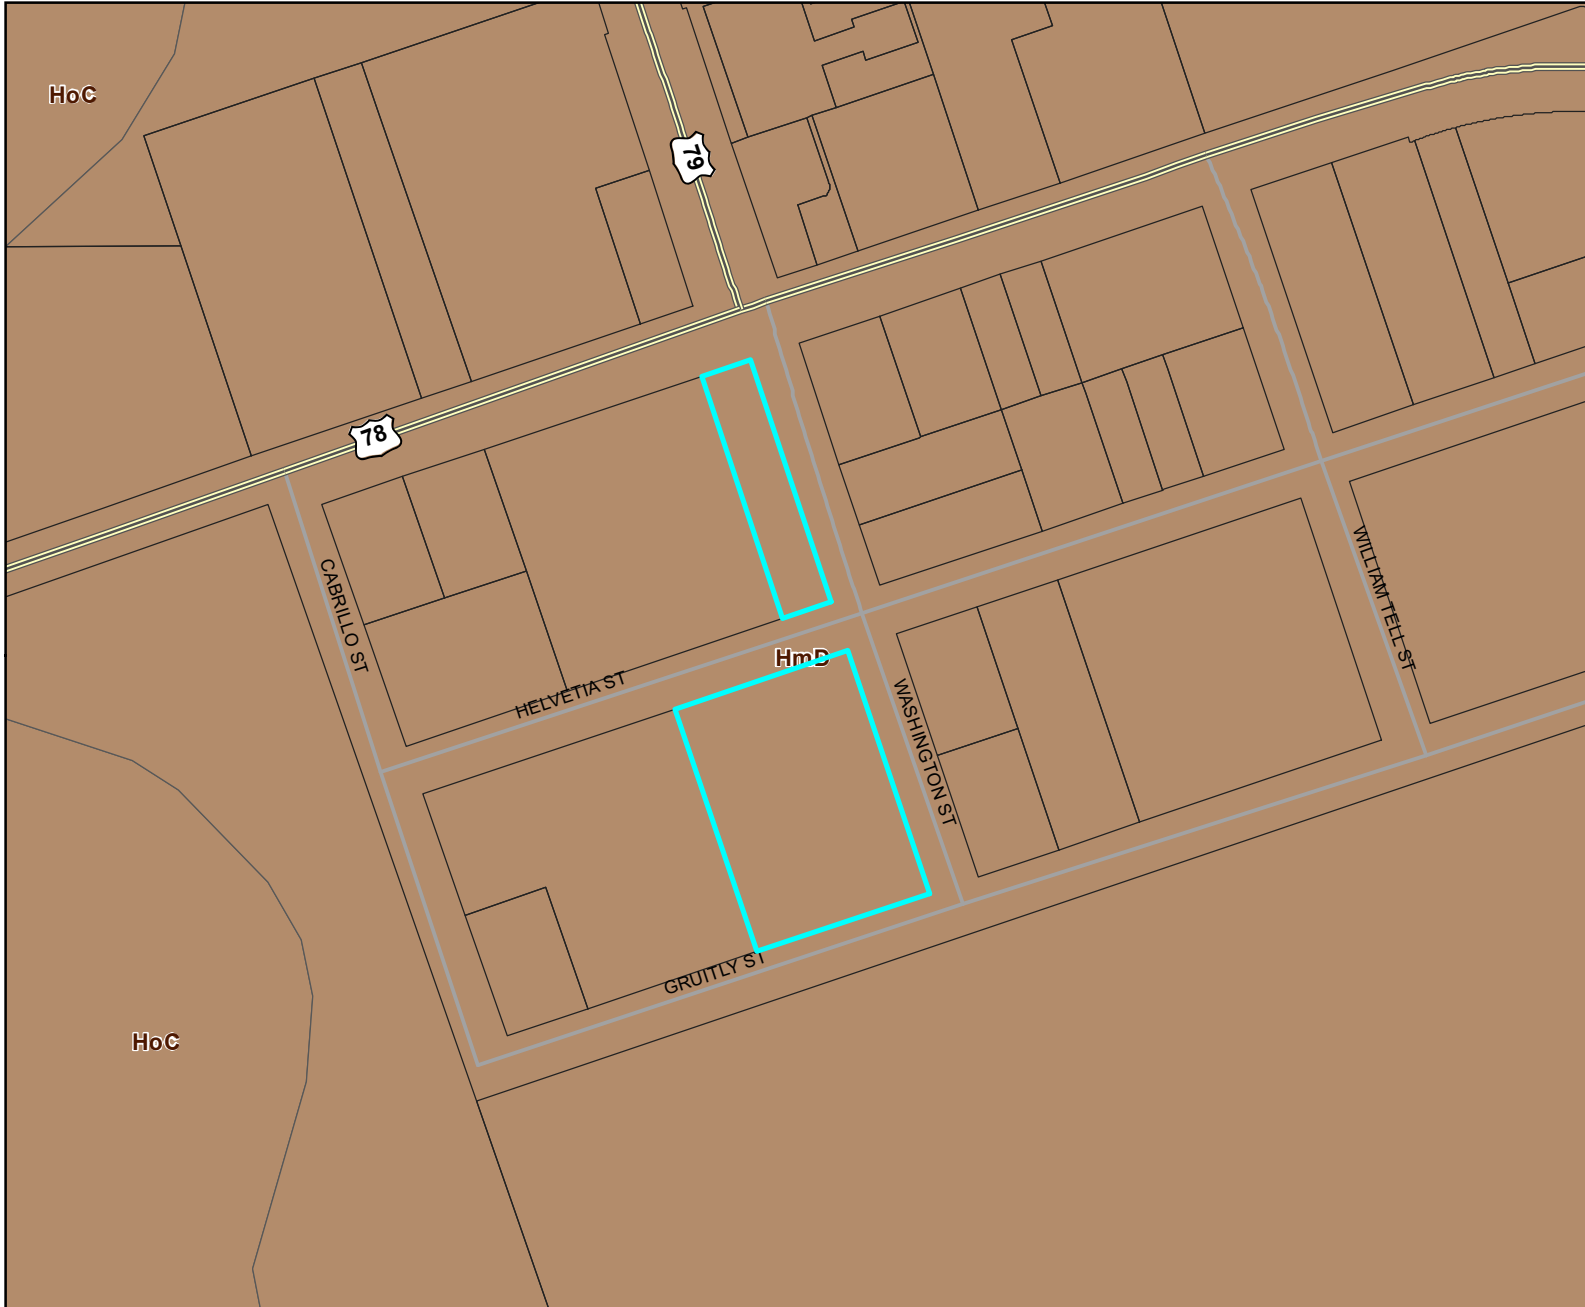 HoC
79
78
CABRILLO ST
WILLIAM TELL ST
HmD
HELVETIA ST
WASHINGTON ST
GRUITLY ST
HoC